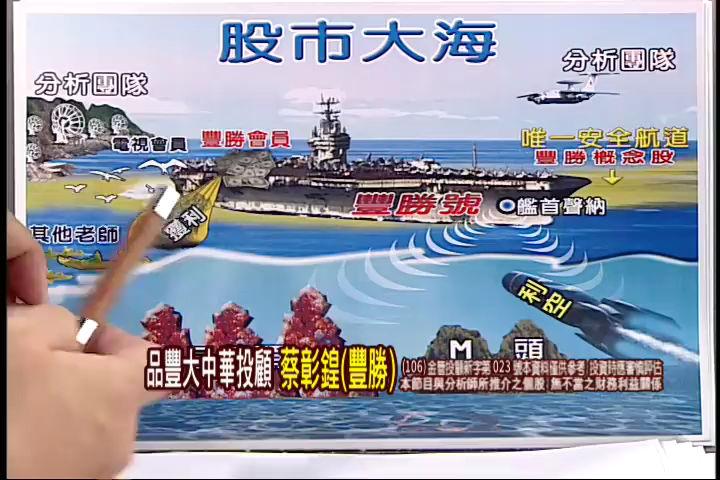 股市大海
分析團隊
分析團隊
電視會員
豐勝會員
唯一安全航道
豐勝概念股
豐勝號
艦首聲納
獲利
其他老師
利空
M 頭
品豐大中華投顧 蔡彰鍠(豐勝)
(106)金管投顧新字第 023 號本資料僅供參考 投資時應審慎評估
本節目與分析師所推介之個股 無不當之財務利益關係